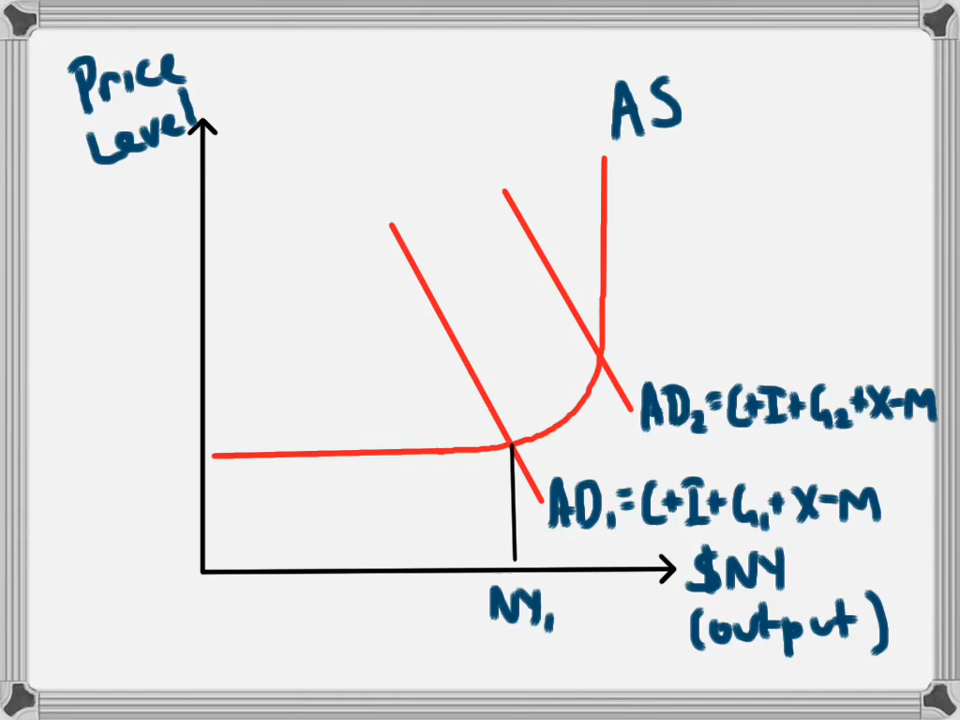 Price
Level
AS
AD₂=C+I+G₂+X-M
AD₁=C+I+G₁+X-M
$NY
(output)
NY₁